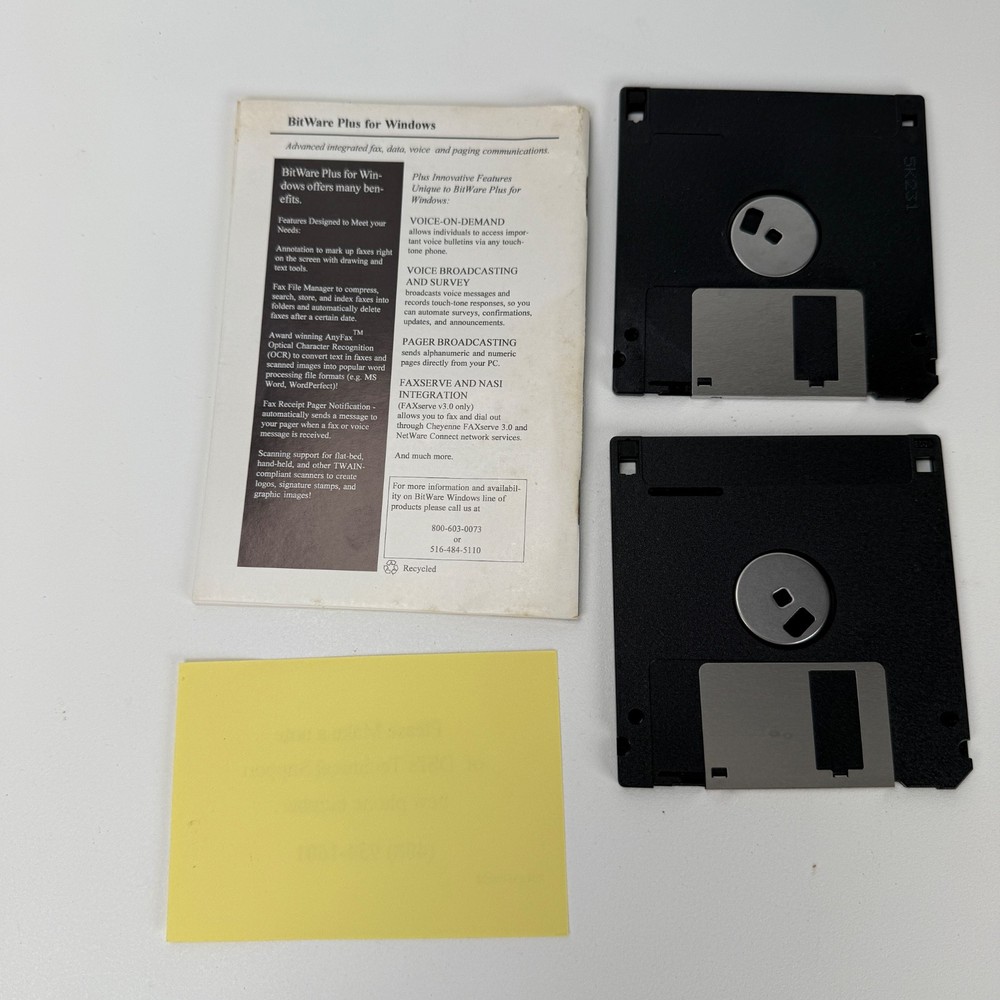 BitWare Plus for Windows
Advanced integrated fax, data, voice and paging communications.
BitWare Plus for Win-
dows offers many ben-
efits.
Features Designed to Meet your
Needs:
Annotation to mark up faxes right
on the screen with drawing and
text tools.
Fax File Manager to compress,
search, store, and index faxes into
folders and automatically delete
faxes after a certain date.
Award winning AnyFax™
Optical Character Recognition
(OCR) to convert text in faxes and
scanned images into popular word
processing file formats (e.g. MS
Word, WordPerfect)!
Fax Receipt Pager Notification -
automatically sends a message to
your pager when a fax or voice
message is received.
Scanning support for flat-bed,
hand-held, and other TWAIN-
compliant scanners to create
logos, signature stamps, and
graphic images!
Plus Innovative Features
Unique to BitWare Plus for
Windows:
VOICE-ON-DEMAND
allows individuals to access impor-
tant voice bulletins via any touch-
tone phone.
VOICE BROADCASTING
AND SURVEY
broadcasts voice messages and
records touch-tone responses, so you
can automate surveys, confirmations,
updates, and announcements.
PAGER BROADCASTING
sends alphanumeric and numeric
pages directly from your PC.
FAXSERVE AND NASI
INTEGRATION
(FAXserve v3.0 only)
allows you to fax and dial out
through Cheyenne FAXserve 3.0 and
NetWare Connect network services.
And much more.
For more information and availabil-
ity on BitWare Windows line of
products please call us at
800-603-0073
or
516-484-5110
Recycled
5K231